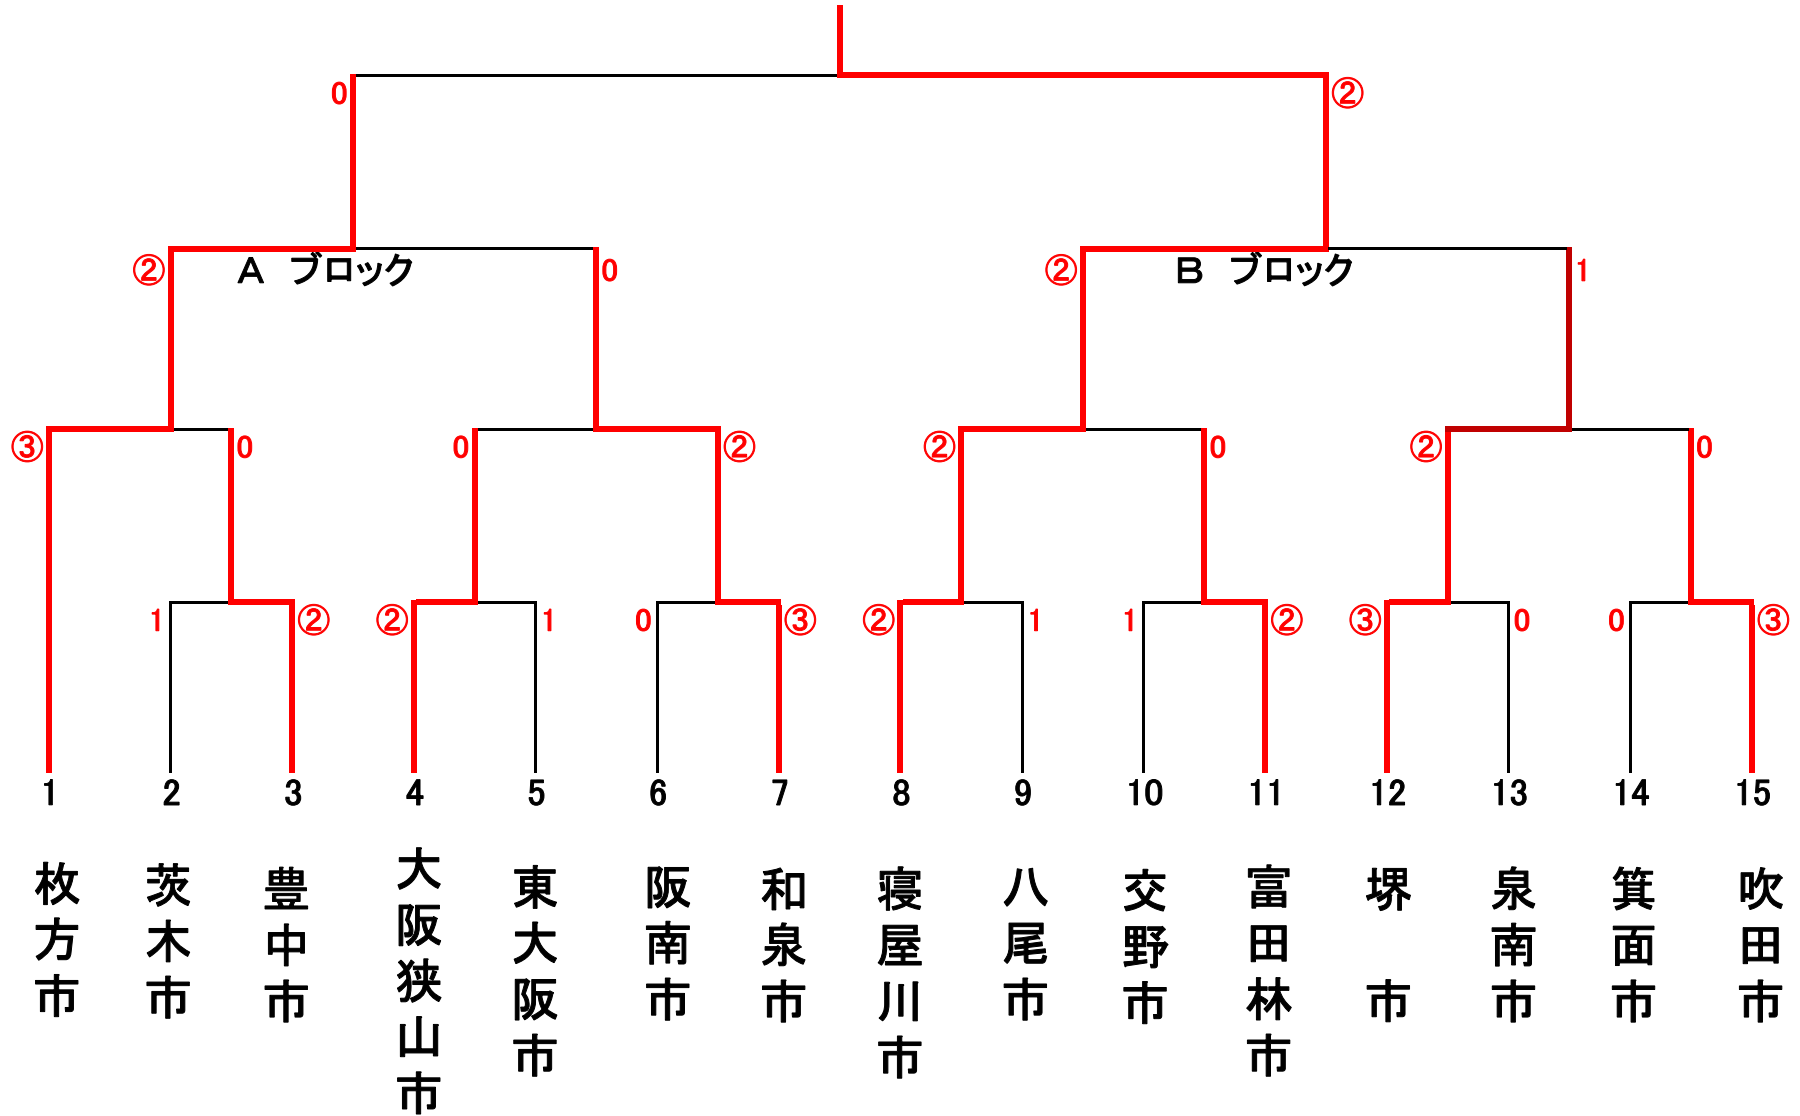 0 ②
② A ブロック 0 ② B ブロック 1
③ 0 0 ② ② 0 ② 0
1 ② ② 1 0 ③ ② 1 1 ② ③ 0 0 ③
1 2 3 4 5 6 7 8 9 10 11 12 13 14 15
枚方市
茨木市
豊中市
大阪狭山市
東大阪市
阪南市
和泉市
寝屋川市
八尾市
交野市
富田林市
堺 市
泉南市
箕面市
吹田市